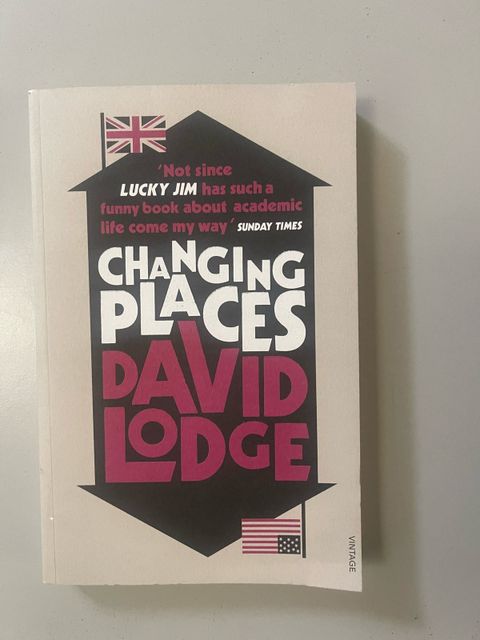 'Not since
LUCKY JIM has such a
funny book about academic
life come my way' SUNDAY TIMES
CHANGING
PLACES
DAVID
LODGE
VINTAGE